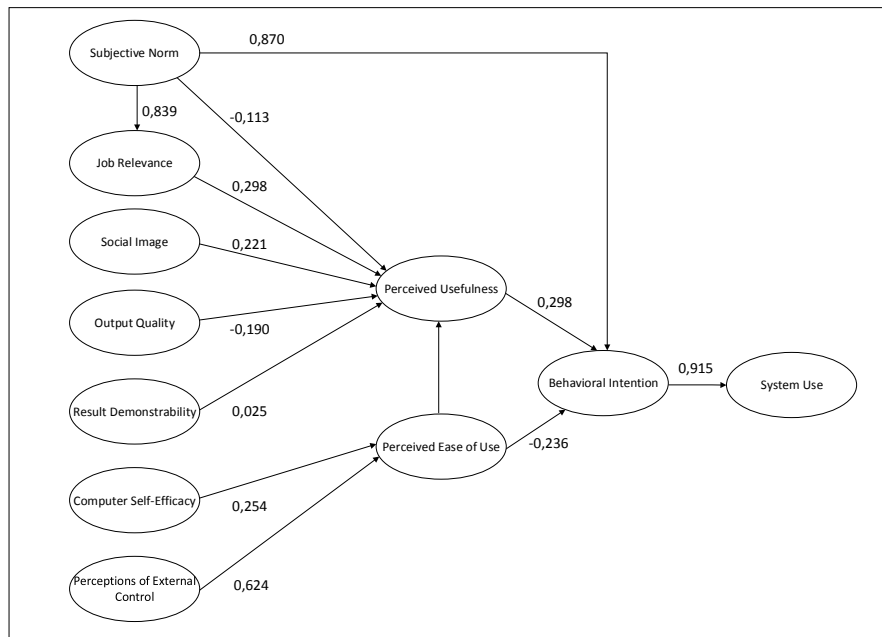 Subjective Norm
0,870
0,839
-0,113
Job Relevance
0,298
Social Image
0,221
Perceived Usefulness
0,298
Output Quality
-0,190
Behavioral Intention
0,915
System Use
Result Demonstrability
0,025
Perceived Ease of Use
-0,236
Computer Self-Efficacy
0,254
Perceptions of External
Control
0,624